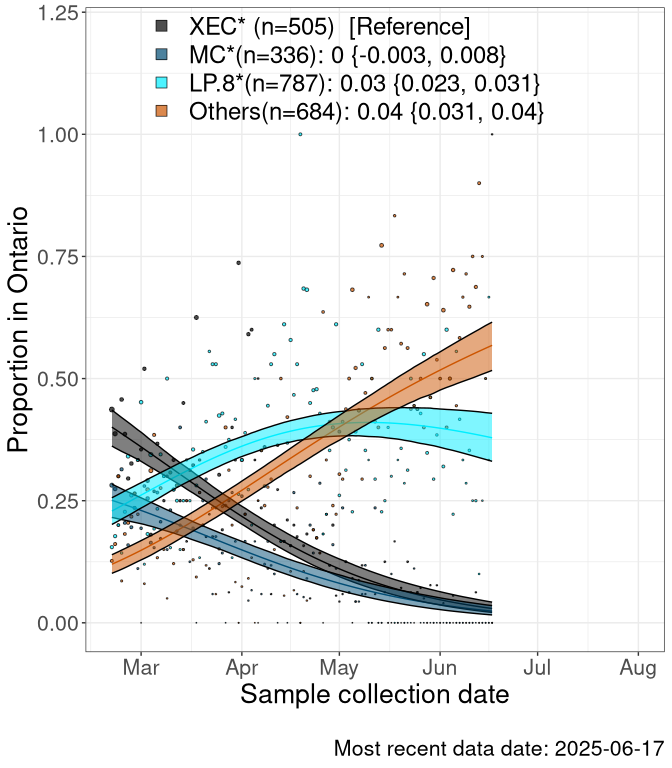 XEC* (n=505)  [Reference]
MC*(n=336): 0 {-0.003, 0.008}
LP.8*(n=787): 0.03 {0.023, 0.031}
Others(n=684): 0.04 {0.031, 0.04}
Proportion in Ontario
1.25
1.00
0.75
0.50
0.25
0.00
Mar Apr May Jun Jul Aug
Sample collection date
Most recent data date: 2025-06-17